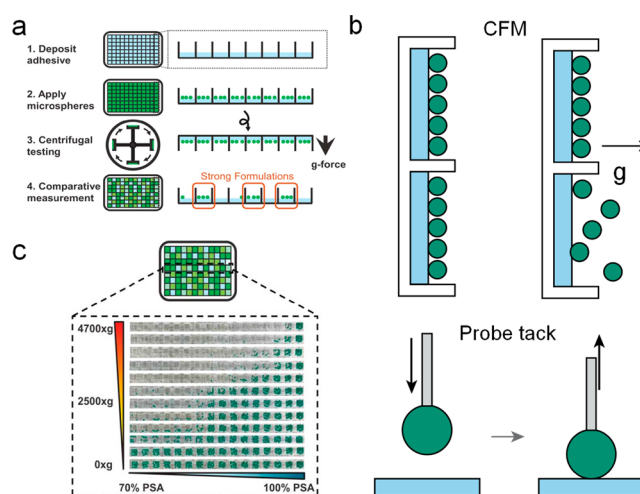 a
1. Deposit
adhesive
2. Apply
microspheres
3. Centrifugal
testing
g-force
4. Comparative
measurement
Strong Formulations
b
CFM
g
Probe tack
c
4700xg
2500xg
0xg
70% PSA
100% PSA